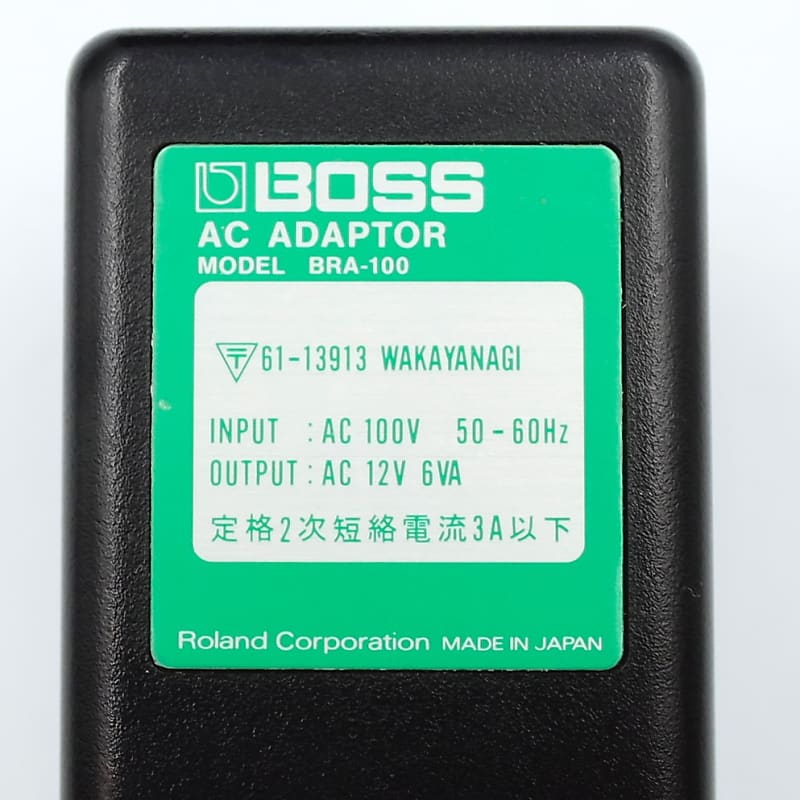 BOSS
AC ADAPTOR
MODEL BRA-100
〒61-13913 WAKAYANAGI
INPUT : AC 100V 50-60Hz
OUTPUT : AC 12V 6VA
定格2次短絡電流3A以下
Roland Corporation MADE IN JAPAN